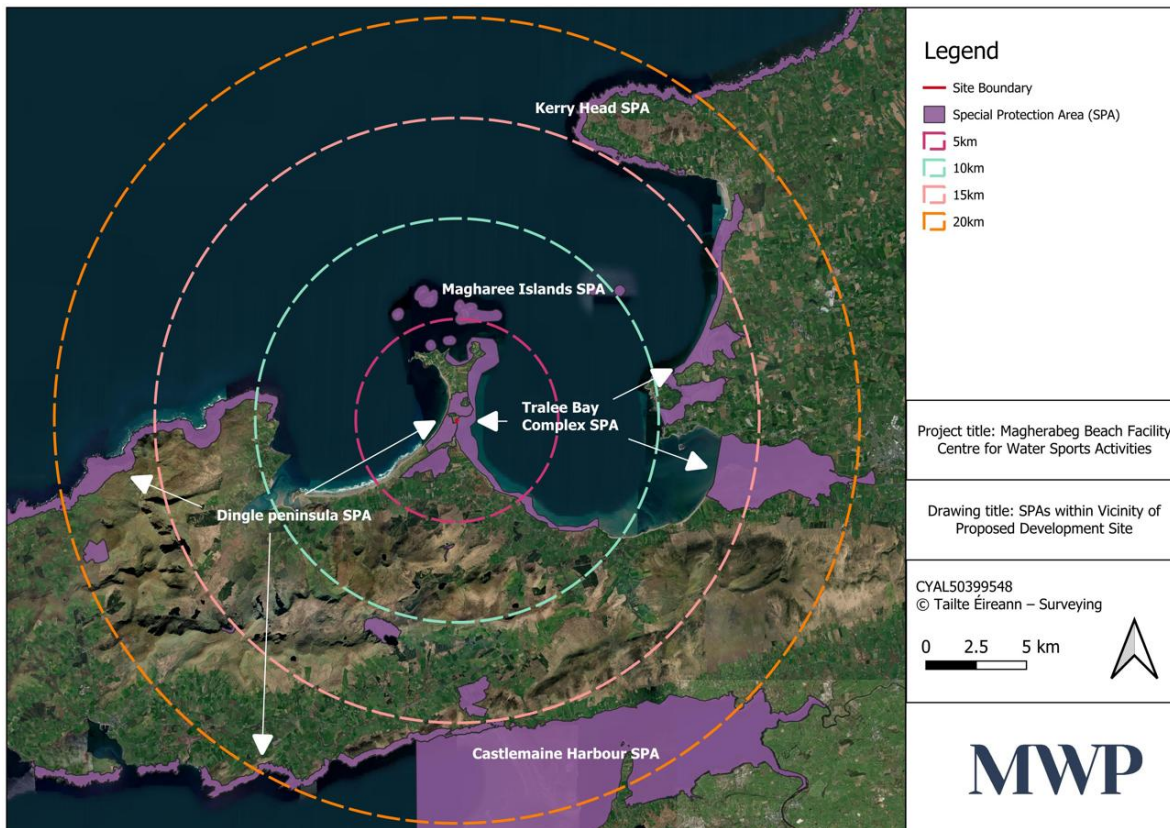 Kerry Head SPA
Magharee Islands SPA
Tralee Bay
Complex SPA
Dingle peninsula SPA
Castlemaine Harbour SPA
Legend
Site Boundary
Special Protection Area (SPA)
5km
10km
15km
20km
Project title: Magherabeg Beach Facility
Centre for Water Sports Activities
Drawing title: SPAs within Vicinity of
Proposed Development Site
CYAL50399548
© Tailte Éireann – Surveying
0 2.5 5 km
MWP